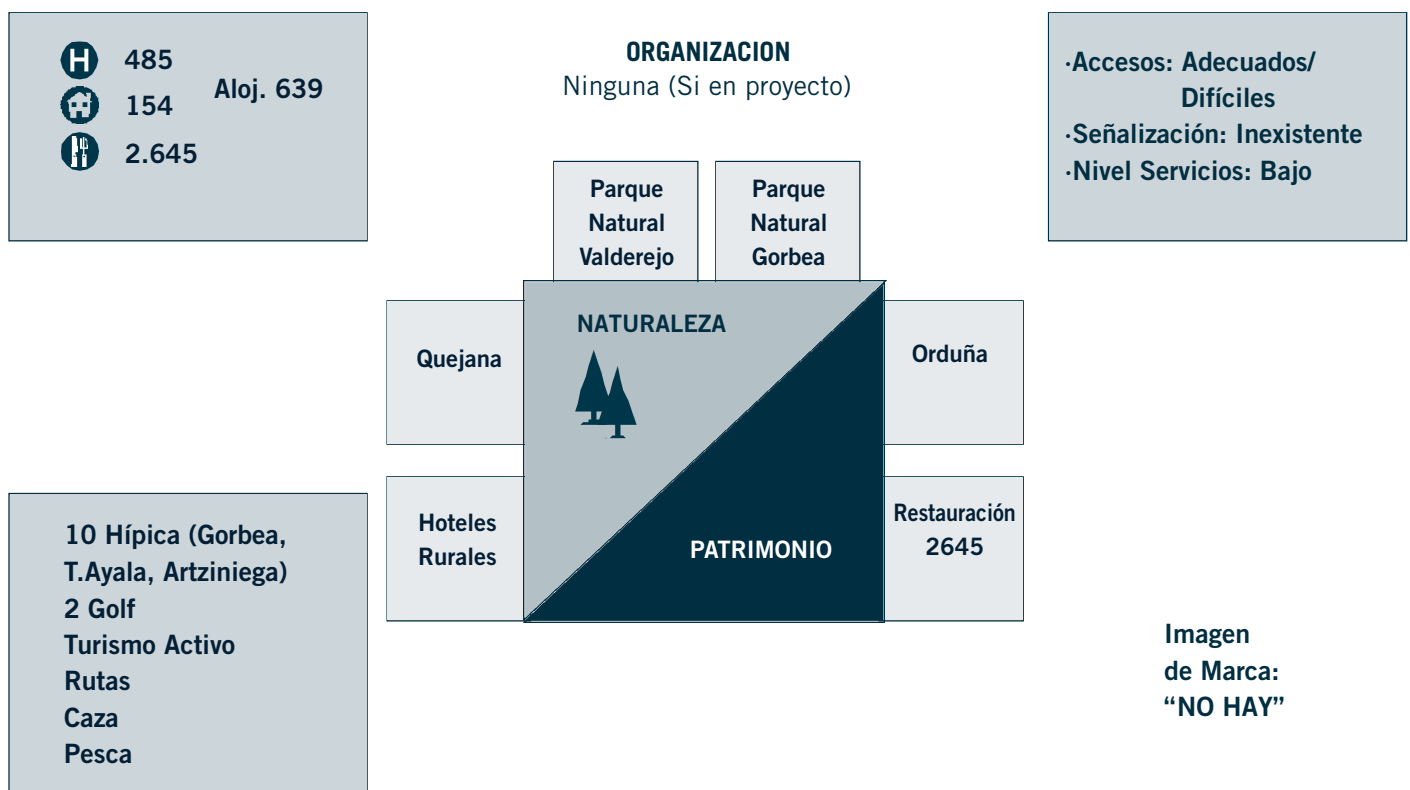 H 485
Aloj. 639
154
2.645
ORGANIZACION
Ninguna (Si en proyecto)
·Accesos: Adecuados/
Difíciles
·Señalización: Inexistente
·Nivel Servicios: Bajo
Parque
Natural
Valderejo
Parque
Natural
Gorbea
Quejana
NATURALEZA
Orduña
Hoteles
Rurales
PATRIMONIO
Restauración
2645
10 Hípica (Gorbea,
T.Ayala, Artziniega)
2 Golf
Turismo Activo
Rutas
Caza
Pesca
Imagen
de Marca:
“NO HAY”